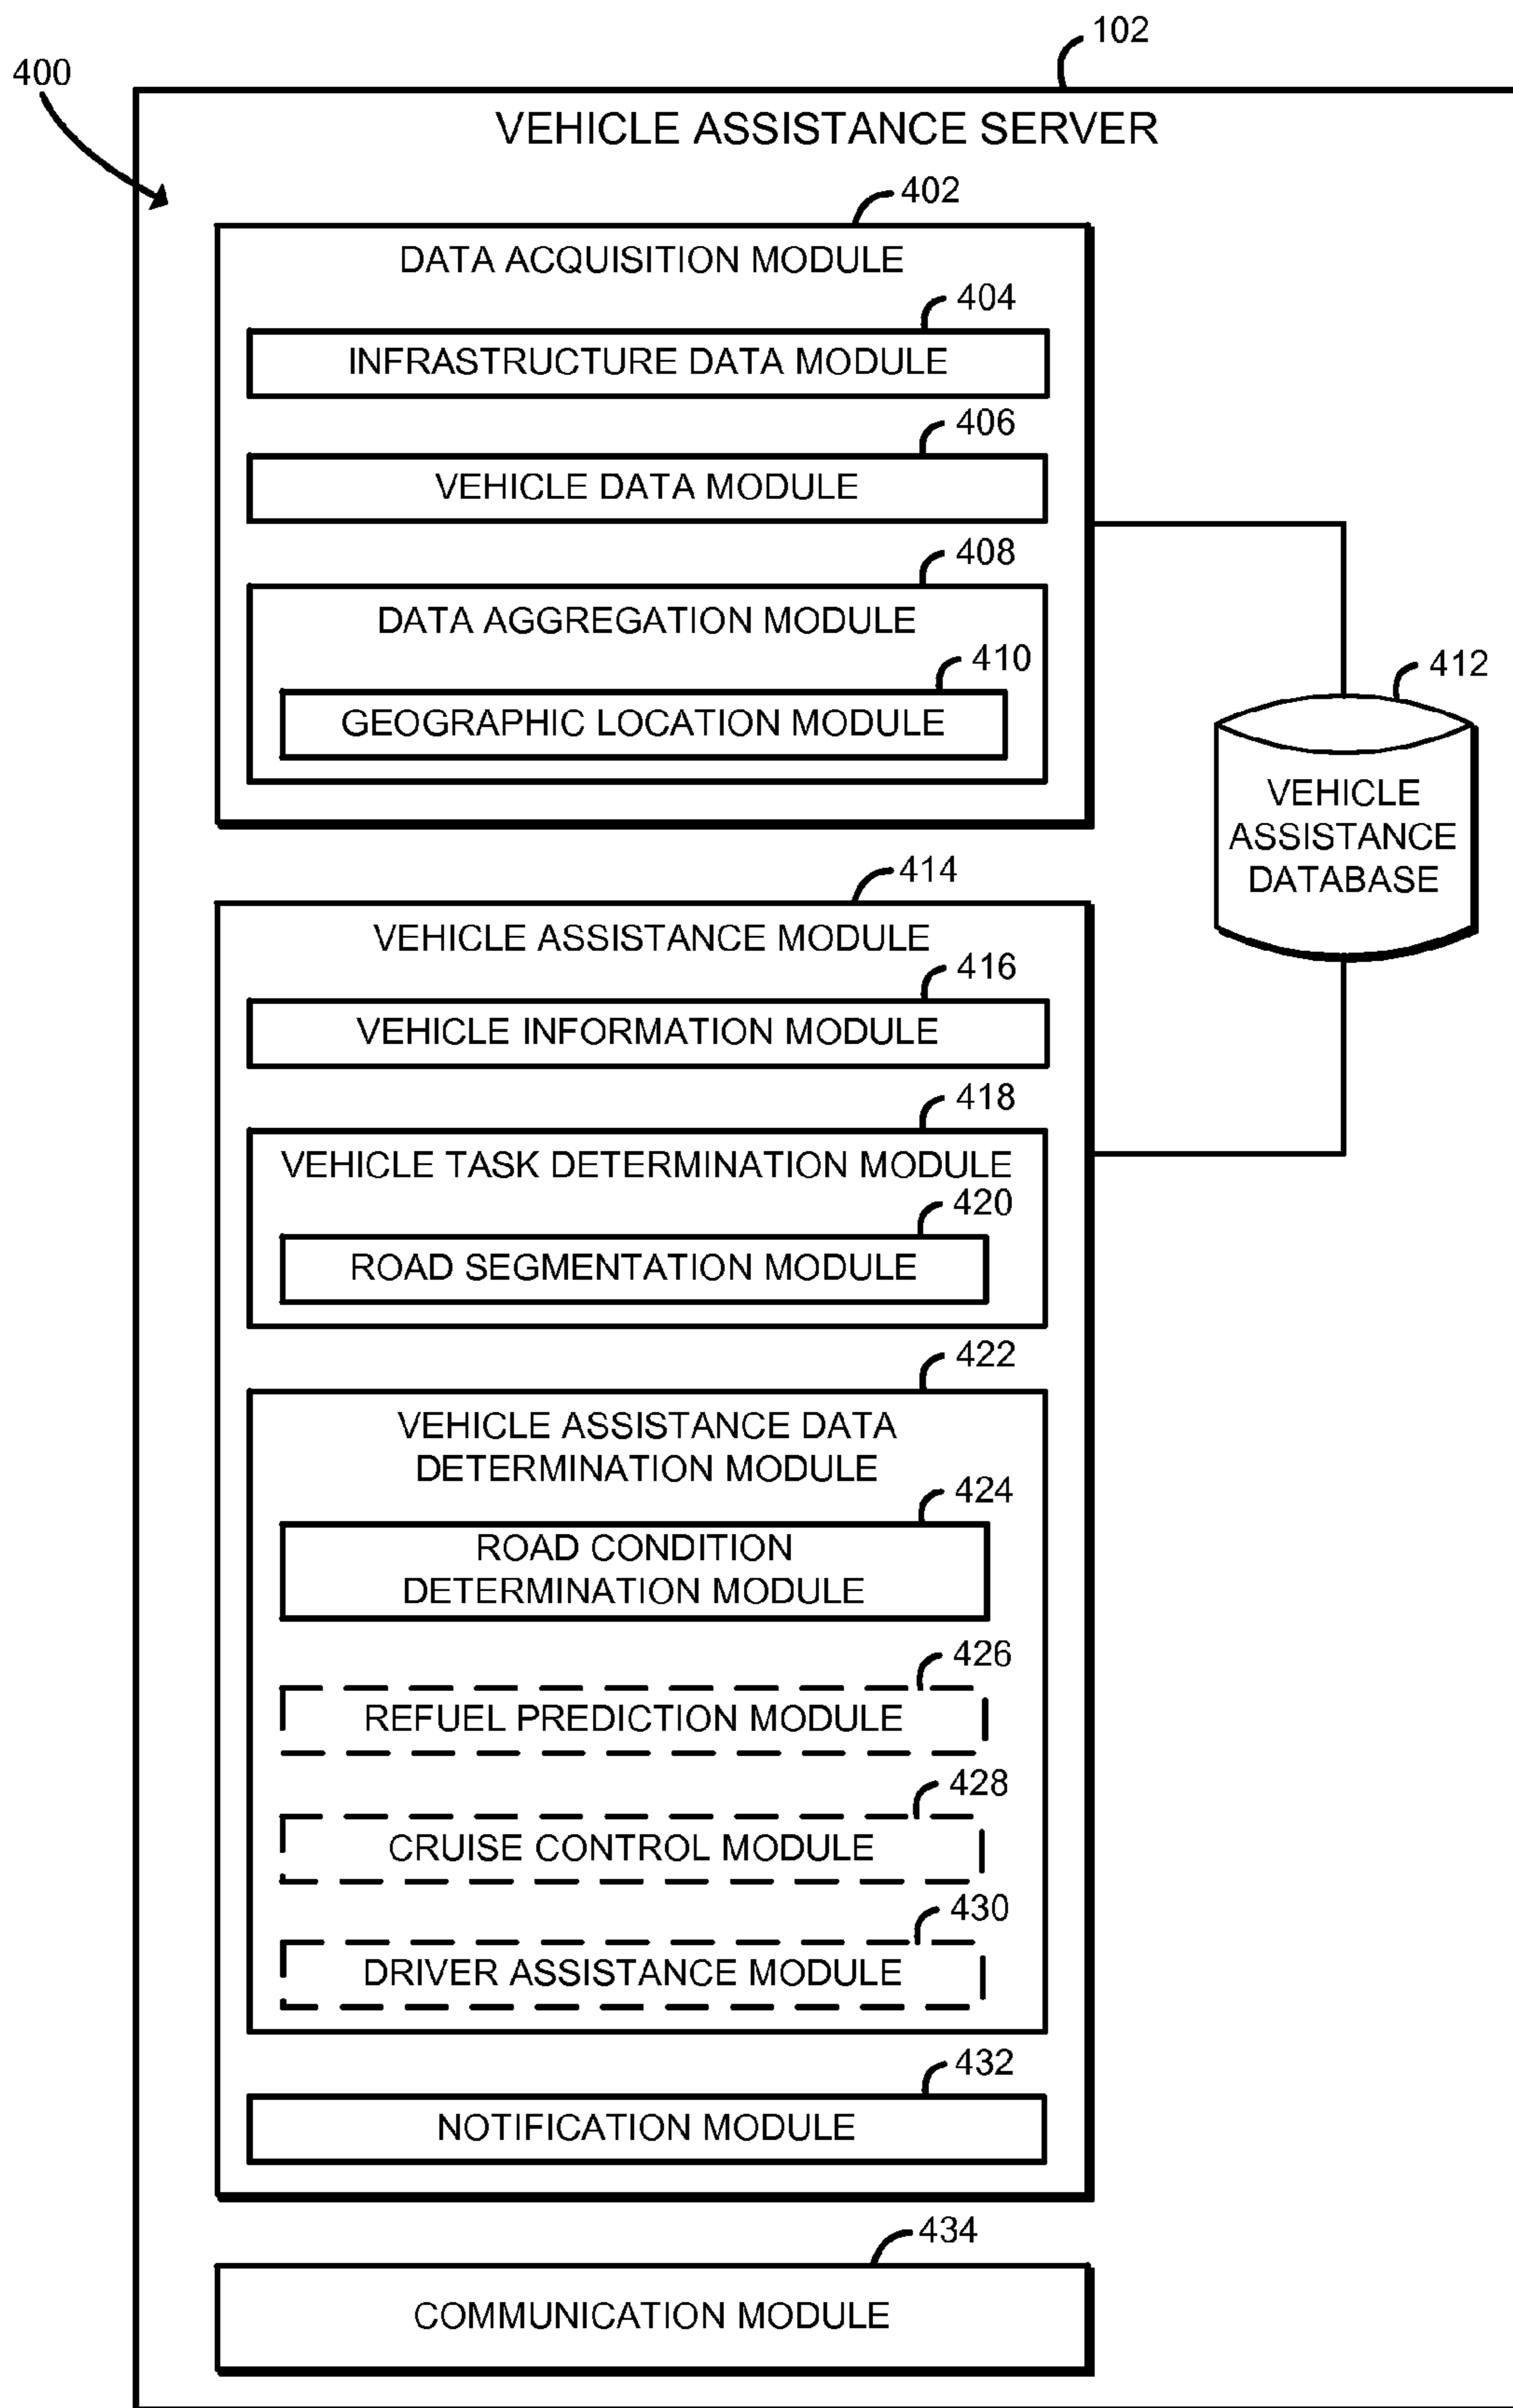 102
400
VEHICLE ASSISTANCE SERVER
402
DATA ACQUISITION MODULE
404
INFRASTRUCTURE DATA MODULE
406
VEHICLE DATA MODULE
408
DATA AGGREGATION MODULE
410
GEOGRAPHIC LOCATION MODULE
412
VEHICLE
ASSISTANCE
DATABASE
414
VEHICLE ASSISTANCE MODULE
416
VEHICLE INFORMATION MODULE
418
VEHICLE TASK DETERMINATION MODULE
420
ROAD SEGMENTATION MODULE
422
VEHICLE ASSISTANCE DATA
DETERMINATION MODULE
424
ROAD CONDITION
DETERMINATION MODULE
426
REFUEL PREDICTION MODULE
428
CRUISE CONTROL MODULE
430
DRIVER ASSISTANCE MODULE
432
NOTIFICATION MODULE
434
COMMUNICATION MODULE